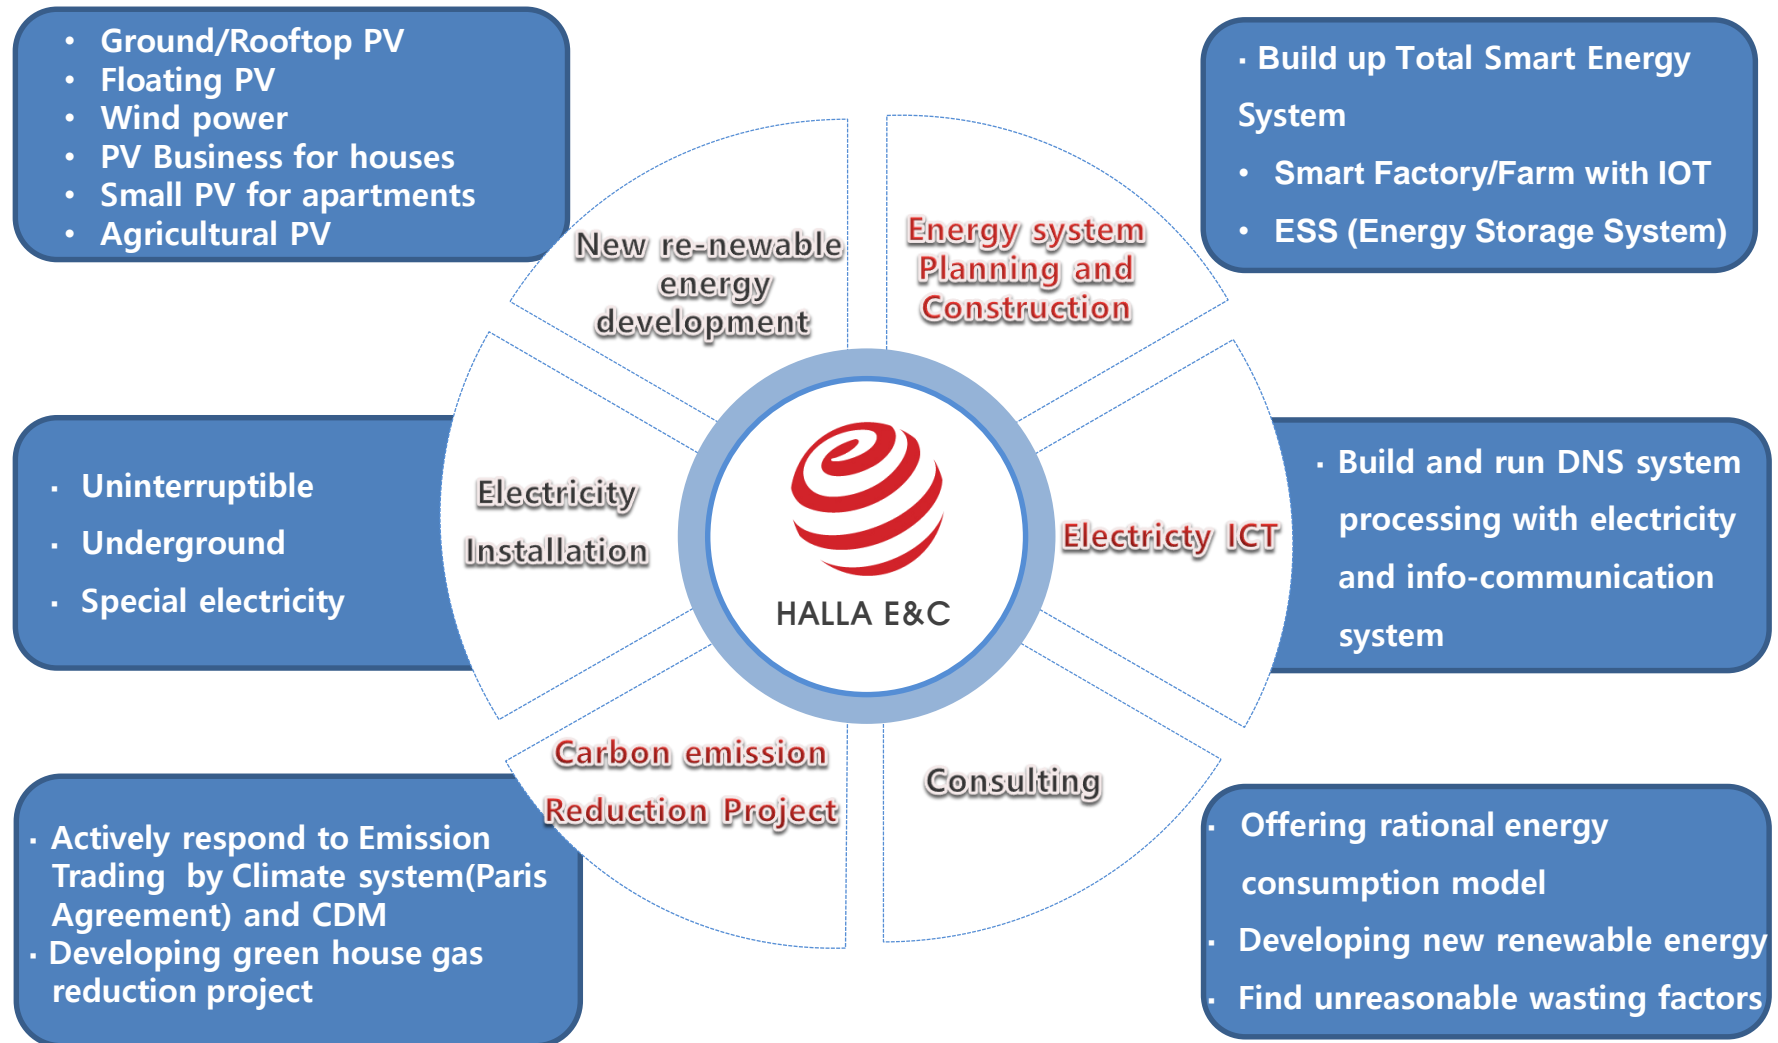 • Ground/Rooftop PV
• Floating PV
• Wind power
• PV Business for houses
• Small PV for apartments
• Agricultural PV
New re-newable
energy
development
Energy system
Planning and
Construction
· Build up Total Smart Energy
System
• Smart Factory/Farm with IOT
• ESS (Energy Storage System)
· Uninterruptible
· Underground
· Special electricity
Electricity
Installation
HALLA E&C
Electricty ICT
· Build and run DNS system
processing with electricity
and info-communication
system
· Actively respond to Emission
Trading by Climate system(Paris
Agreement) and CDM
· Developing green house gas
reduction project
Carbon emission
Reduction Project
Consulting
· Offering rational energy
consumption model
· Developing new renewable energy
· Find unreasonable wasting factors